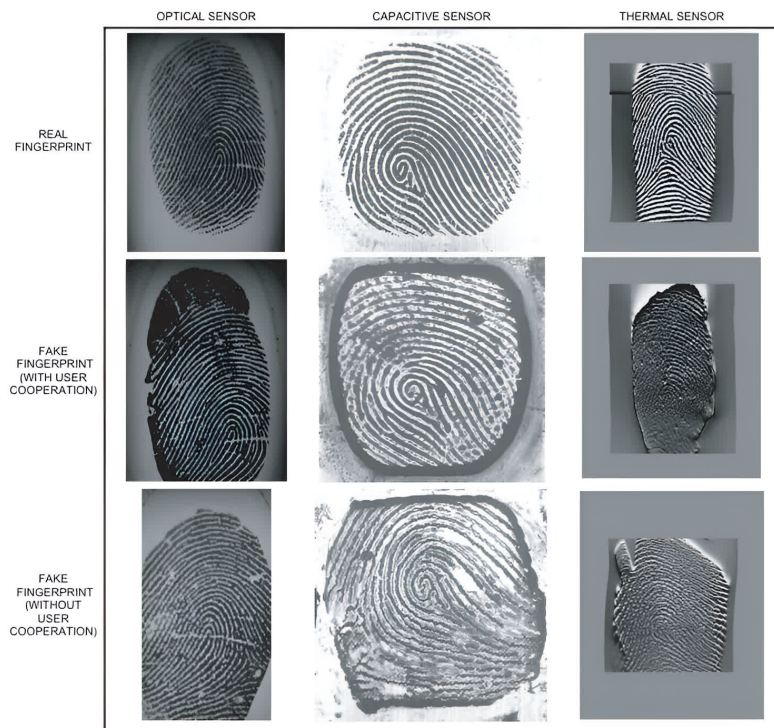 OPTICAL SENSOR
CAPACITIVE SENSOR
THERMAL SENSOR
REAL
FINGERPRINT
FAKE
FINGERPRINT
(WITH USER
COOPERATION)
FAKE
FINGERPRINT
(WITHOUT
USER
COOPERATION)